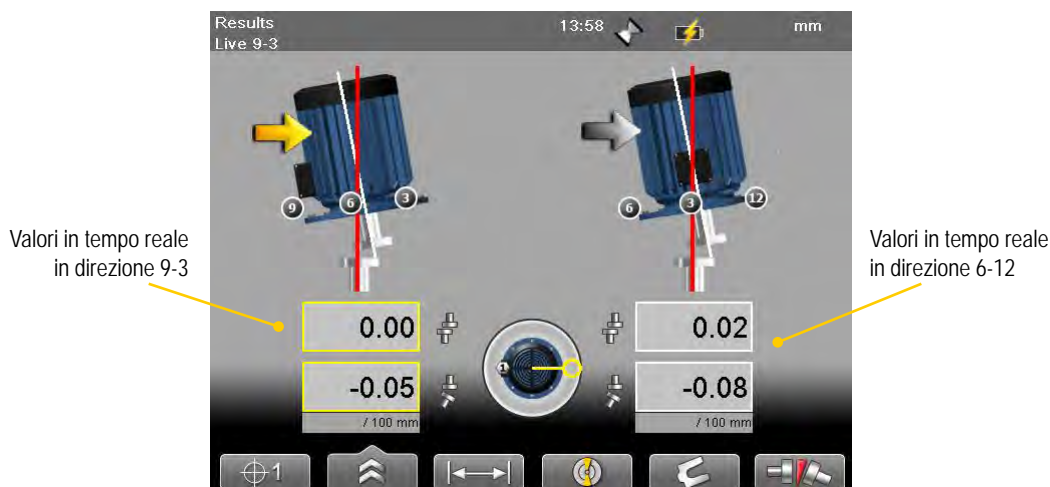 Results
Live 9-3
13:58
mm
9
6
3
6
3
12
Valori in tempo reale
in direzione 9-3
Valori in tempo reale
in direzione 6-12
0.00
0.02
1
-0.05
-0.08
/ 100 mm
/ 100 mm
1